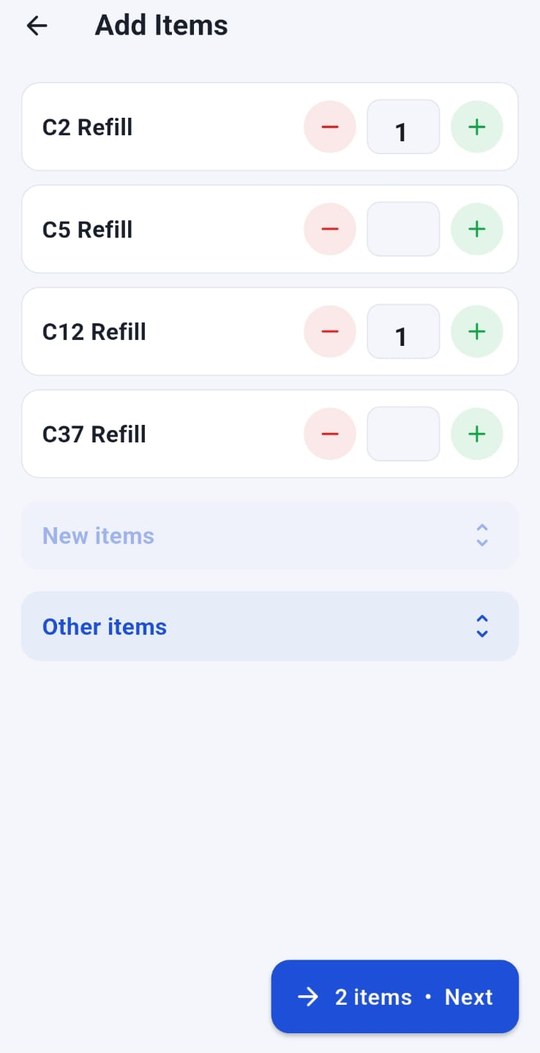 Add Items
C2 Refill
1
C5 Refill
C12 Refill
1
C37 Refill
New items
Other items
2 items • Next